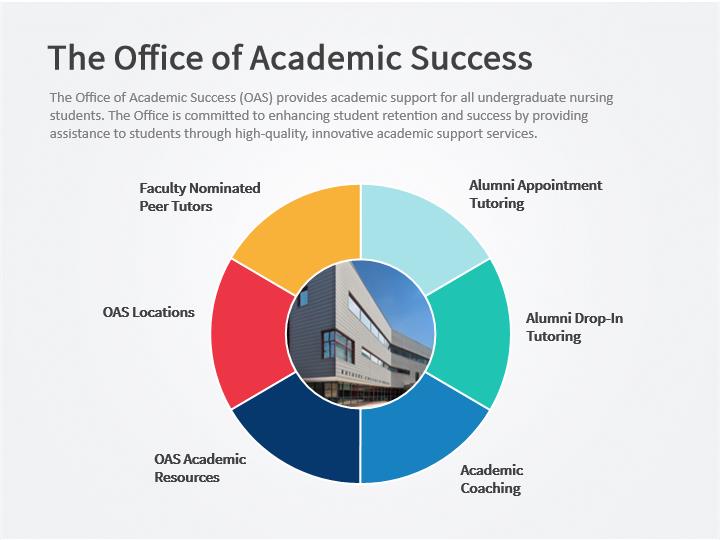 The Office of Academic Success
The Office of Academic Success (OAS) provides academic support for all undergraduate nursing
students. The Office is committed to enhancing student retention and success by providing
assistance to students through high-quality, innovative academic support services.
Faculty Nominated
Peer Tutors
Alumni Appointment
Tutoring
OAS Locations
Alumni Drop-In
Tutoring
OAS Academic
Resources
Academic
Coaching